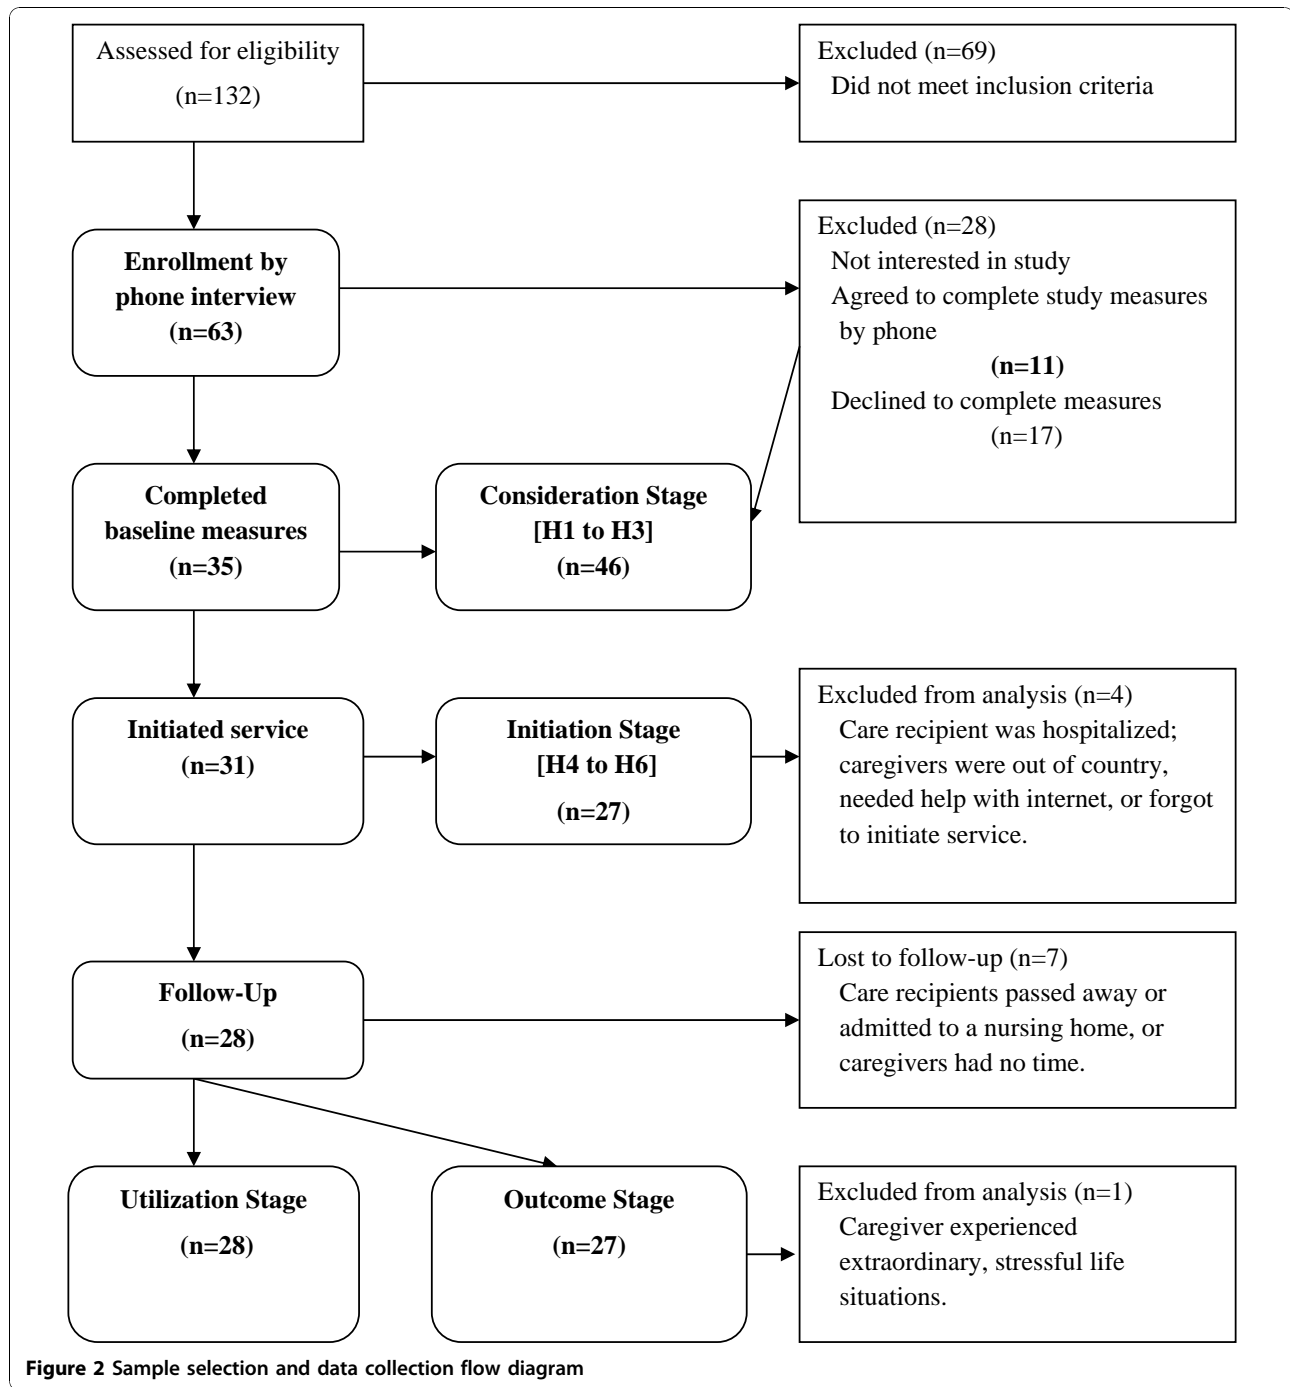 Assessed for eligibility
(n=132)
Excluded (n=69)
Did not meet inclusion criteria
Enrollment by
phone interview
(n=63)
Excluded (n=28)
Not interested in study
Agreed to complete study measures
by phone
(n=11)
Declined to complete measures
(n=17)
Completed
baseline measures
(n=35)
Consideration Stage
[H1 to H3]
(n=46)
Initiated service
(n=31)
Initiation Stage
[H4 to H6]
(n=27)
Excluded from analysis (n=4)
Care recipient was hospitalized;
caregivers were out of country,
needed help with internet, or forgot
to initiate service.
Follow-Up
(n=28)
Lost to follow-up (n=7)
Care recipients passed away or
admitted to a nursing home, or
caregivers had no time.
Utilization Stage
(n=28)
Outcome Stage
(n=27)
Excluded from analysis (n=1)
Caregiver experienced
extraordinary, stressful life
situations.
Figure 2 Sample selection and data collection flow diagram